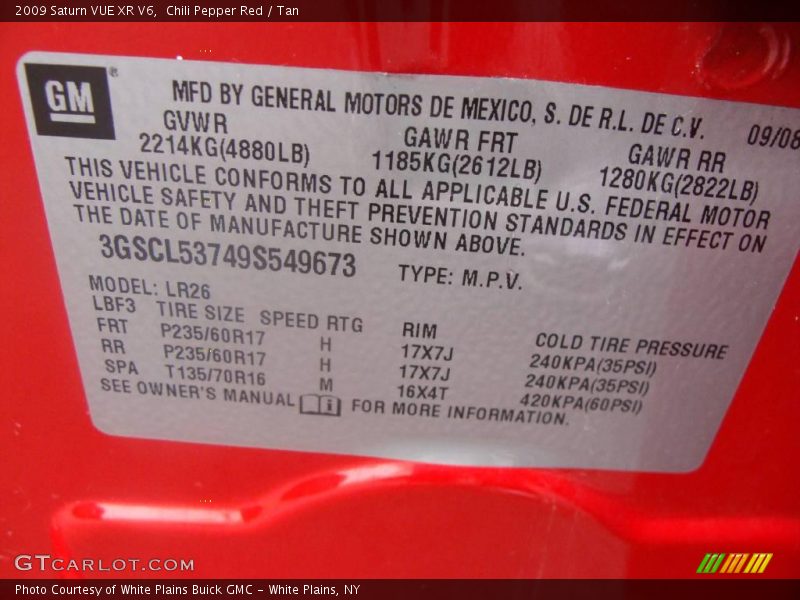 2009 Saturn VUE XR V6, Chili Pepper Red / Tan
GM®
MFD BY GENERAL MOTORS DE MEXICO, S. DE R.L. DE C.V. 09/08
GVWR GAWR FRT GAWR RR
2214KG(4880LB) 1185KG(2612LB) 1280KG(2822LB)
THIS VEHICLE CONFORMS TO ALL APPLICABLE U.S. FEDERAL MOTOR
VEHICLE SAFETY AND THEFT PREVENTION STANDARDS IN EFFECT ON
THE DATE OF MANUFACTURE SHOWN ABOVE.
3GSCL53749S549673 TYPE: M.P.V.
MODEL: LR26
LBF3 TIRE SIZE SPEED RTG RIM COLD TIRE PRESSURE
FRT P235/60R17 H 17X7J 240KPA(35PSI)
RR P235/60R17 H 17X7J 240KPA(35PSI)
SPA T135/70R16 M 16X4T 420KPA(60PSI)
SEE OWNER'S MANUAL i FOR MORE INFORMATION.
GTCARLOT.COM
Photo Courtesy of White Plains Buick GMC - White Plains, NY